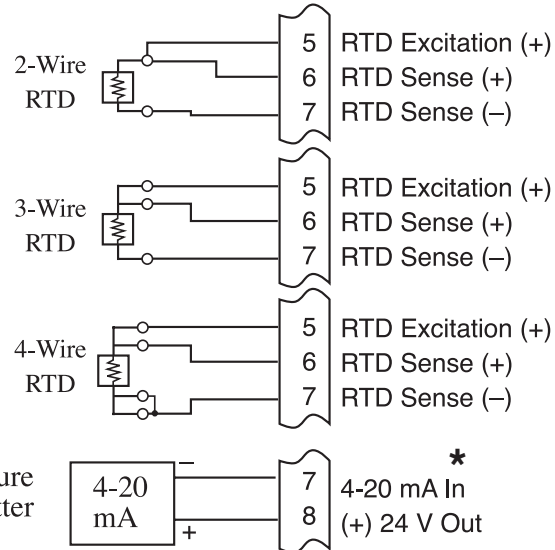 2-Wire
RTD
5 RTD Excitation (+)
6 RTD Sense (+)
7 RTD Sense (–)
3-Wire
RTD
5 RTD Excitation (+)
6 RTD Sense (+)
7 RTD Sense (–)
4-Wire
RTD
5 RTD Excitation (+)
6 RTD Sense (+)
7 RTD Sense (–)
ure
tter
4-20
mA
–
+
7 4-20 mA In *
8 (+) 24 V Out